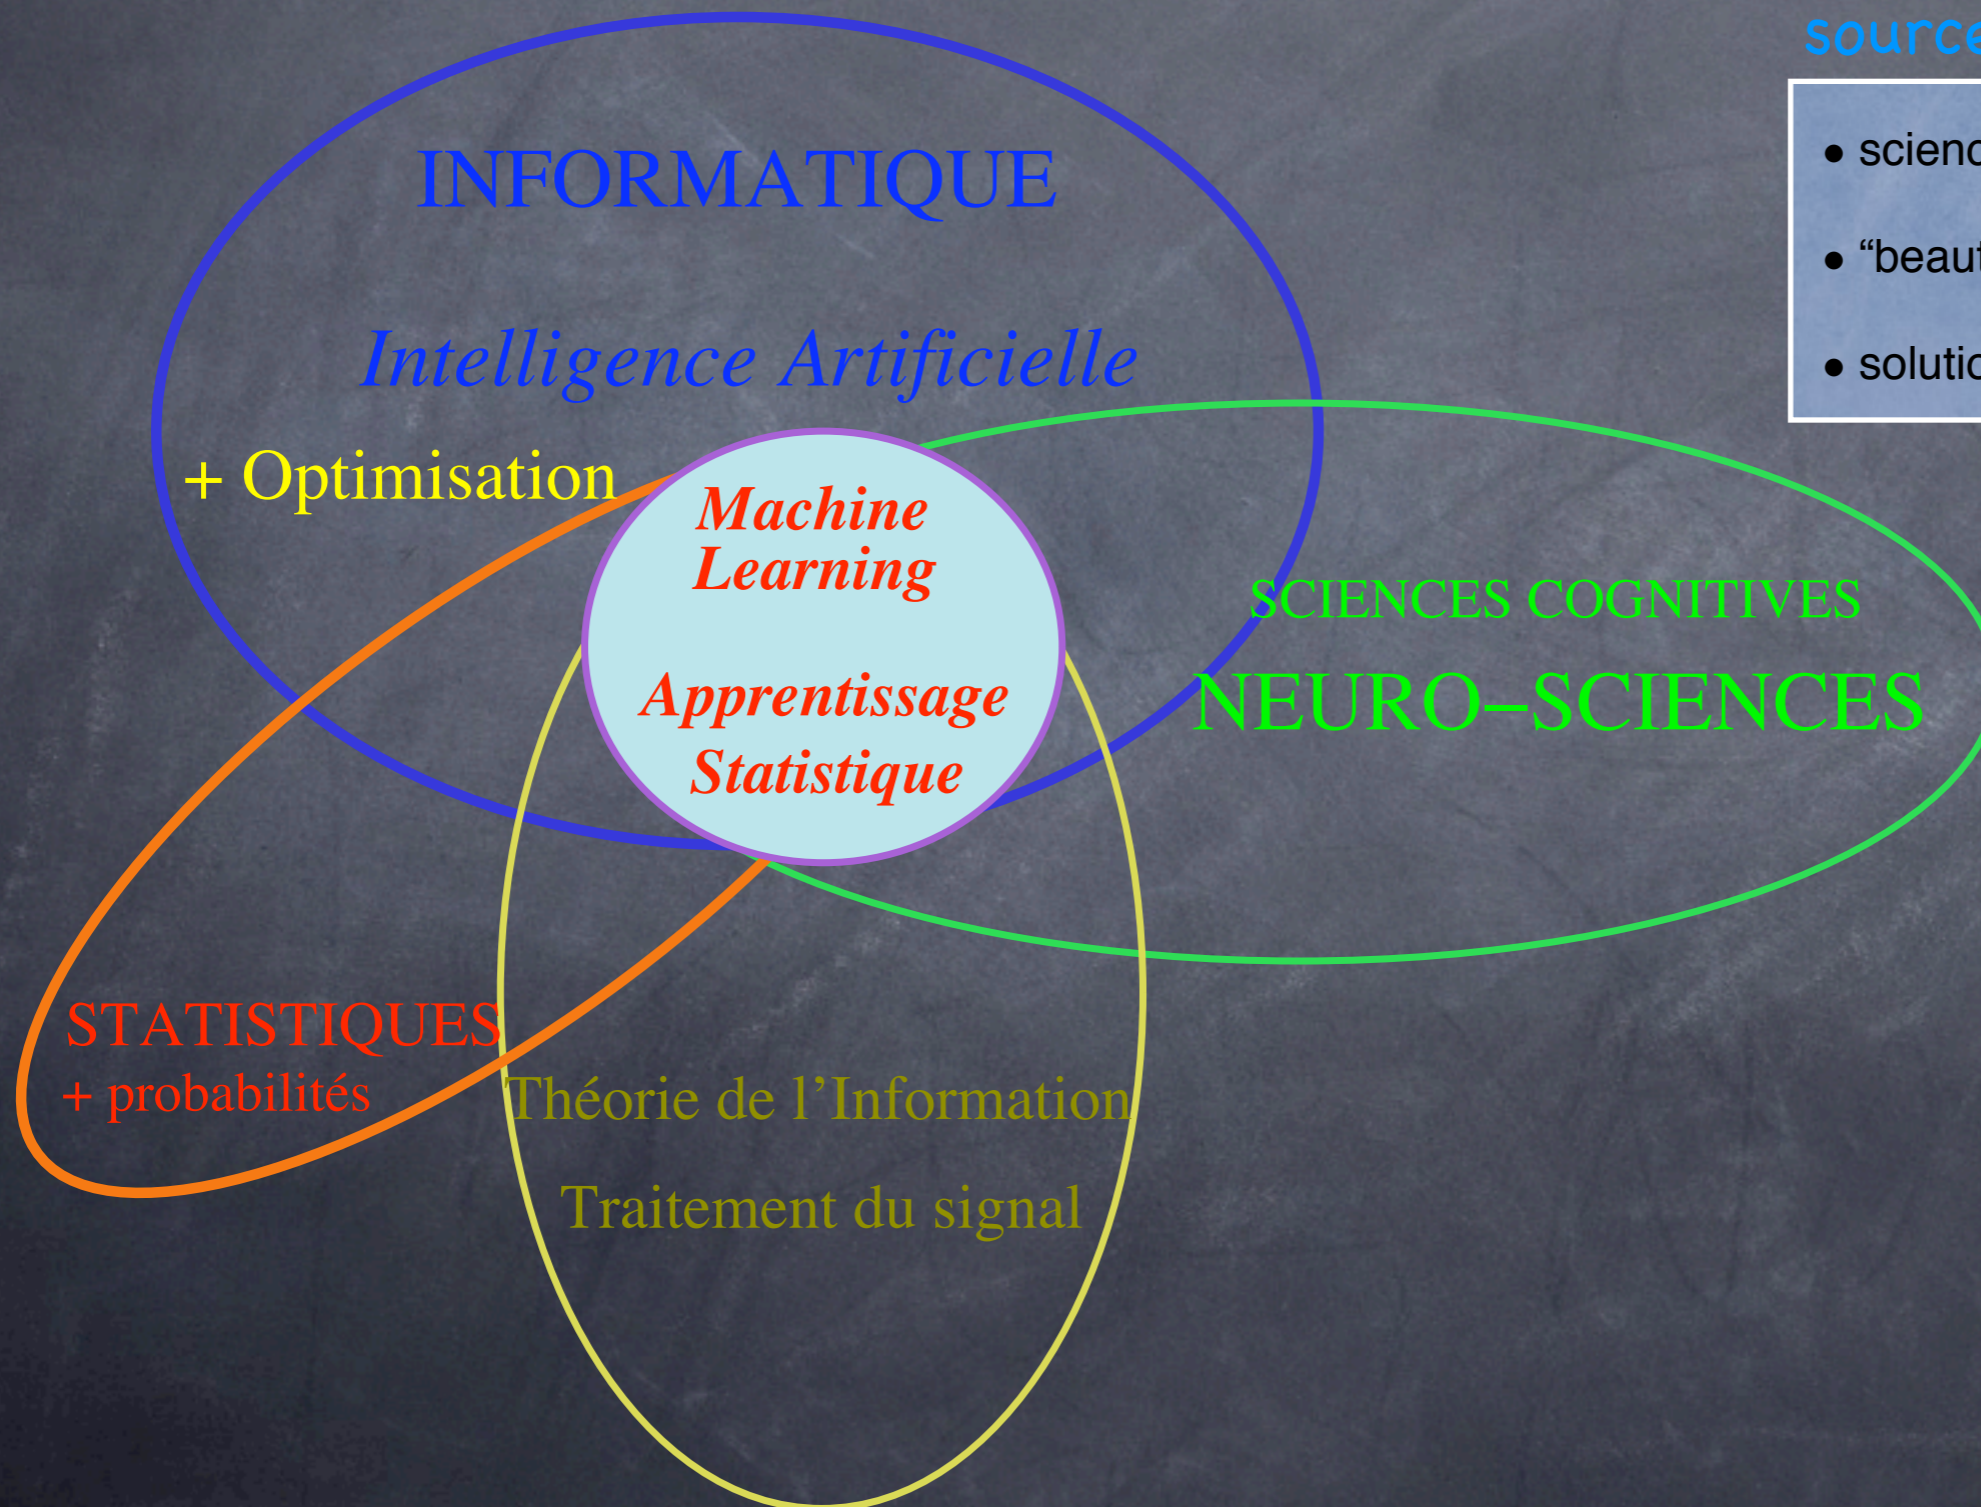 INFORMATIQUE
Intelligence Artificielle
+ Optimisation
Machine
Learning
Apprentissage
Statistique
SCIENCES COGNITIVES
NEURO–SCIENCES
STATISTIQUES
+ probabilités
Théorie de l’Information
Traitement du signal